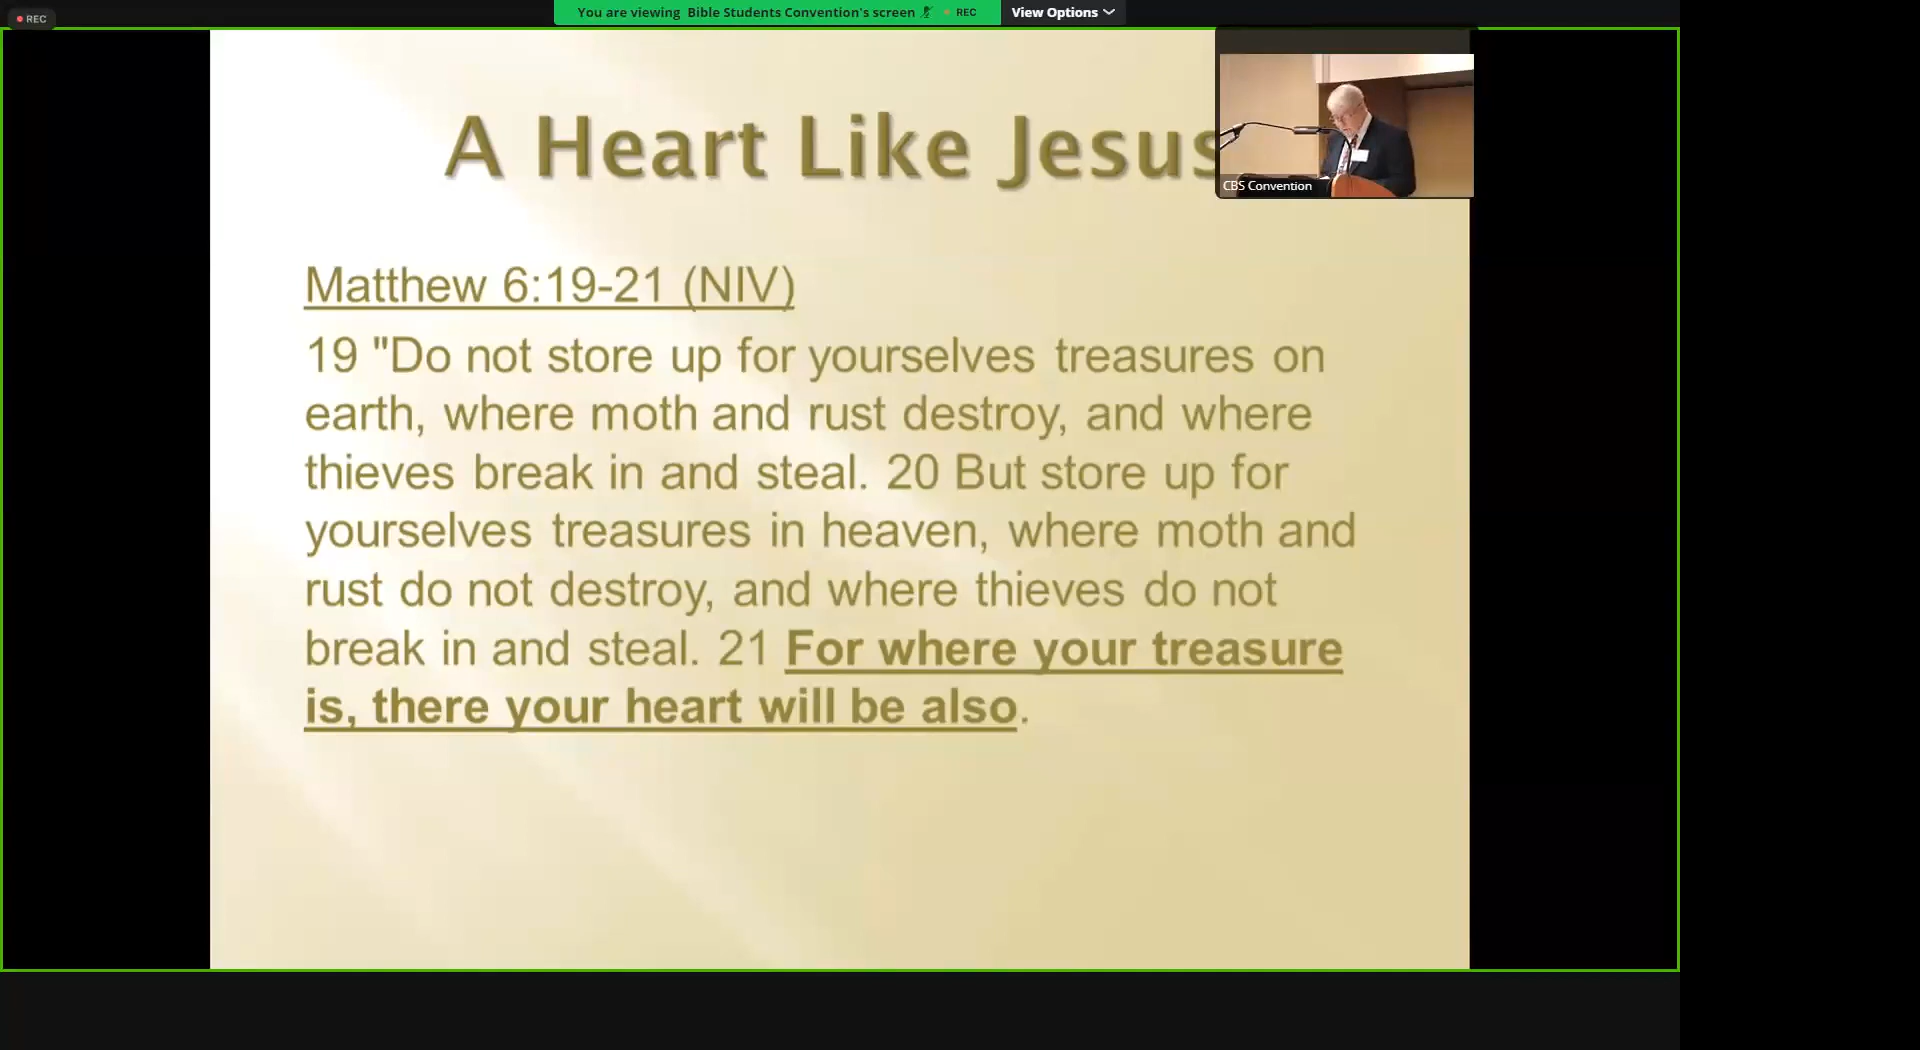 REC
You are viewing Bible Students Convention's screen
REC
View Options
A Heart Like Jesus
CBS Convention
Matthew 6:19-21 (NIV)
19 "Do not store up for yourselves treasures on
earth, where moth and rust destroy, and where
thieves break in and steal. 20 But store up for
yourselves treasures in heaven, where moth and
rust do not destroy, and where thieves do not
break in and steal. 21 For where your treasure
is, there your heart will be also.